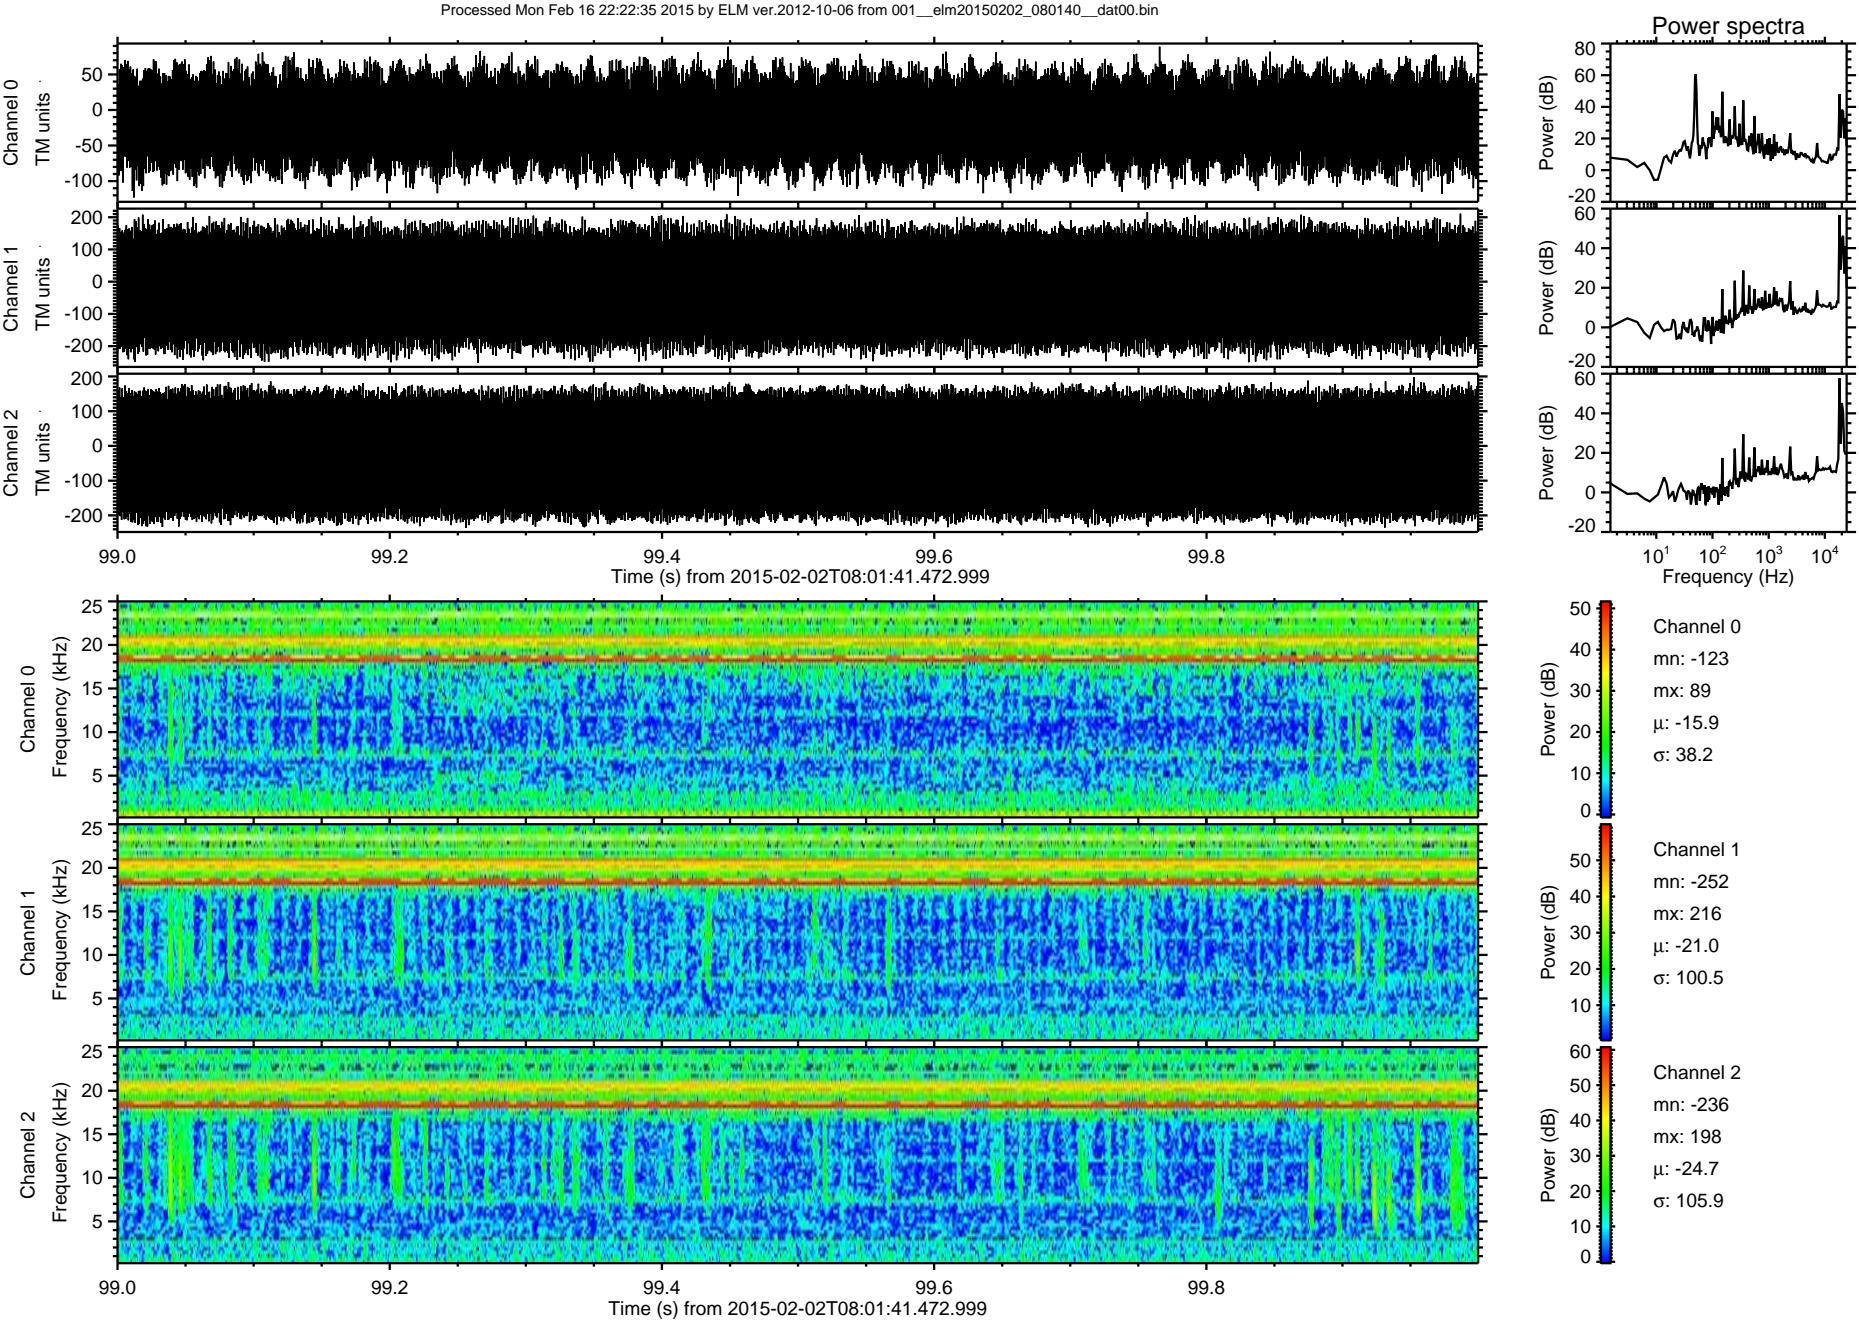 Processed Mon Feb 16 22:22:35 2015 by ELM ver.2012-10-06 from 001__elm20150202_080140__dat00.bin
Power spectra
Channel 0
TM units
50
0
-50
-100
Power (dB)
80
60
40
20
0
-20
Channel 1
TM units
200
100
0
-100
-200
Power (dB)
60
40
20
0
-20
Channel 2
TM units
200
100
0
-100
-200
Power (dB)
60
40
20
0
-20
99.0 99.2 99.4 99.6 99.8
Time (s) from 2015-02-02T08:01:41.472.999
10^1 10^2 10^3 10^4
Frequency (Hz)
Channel 0
Frequency (kHz)
25
20
15
10
5
Power (dB)
50
40
30
20
10
0
Channel 0
mn: -123
mx: 89
μ: -15.9
σ: 38.2
Channel 1
Frequency (kHz)
25
20
15
10
5
Power (dB)
50
40
30
20
10
Channel 1
mn: -252
mx: 216
μ: -21.0
σ: 100.5
Channel 2
Frequency (kHz)
25
20
15
10
5
Power (dB)
60
50
40
30
20
10
0
Channel 2
mn: -236
mx: 198
μ: -24.7
σ: 105.9
99.0 99.2 99.4 99.6 99.8
Time (s) from 2015-02-02T08:01:41.472.999